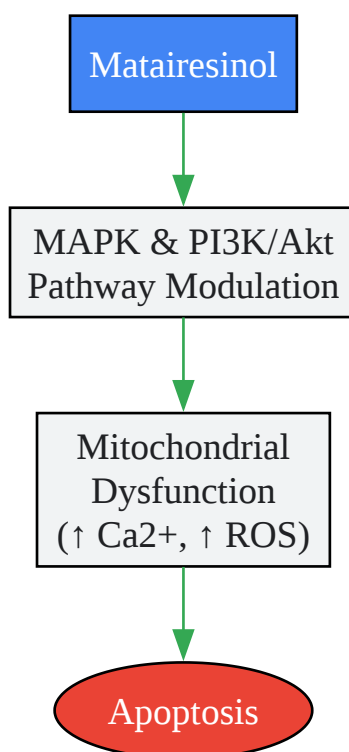 Matairesinol
MAPK & PI3K/Akt
Pathway Modulation
Mitochondrial
Dysfunction
(↑ Ca2+, ↑ ROS)
Apoptosis